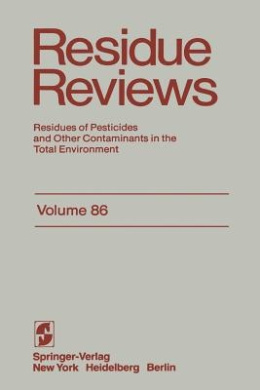 Residue
Reviews
Residues of Pesticides
and Other Contaminants in the
Total Environment
Volume 86
Springer-Verlag
New York Heidelberg Berlin